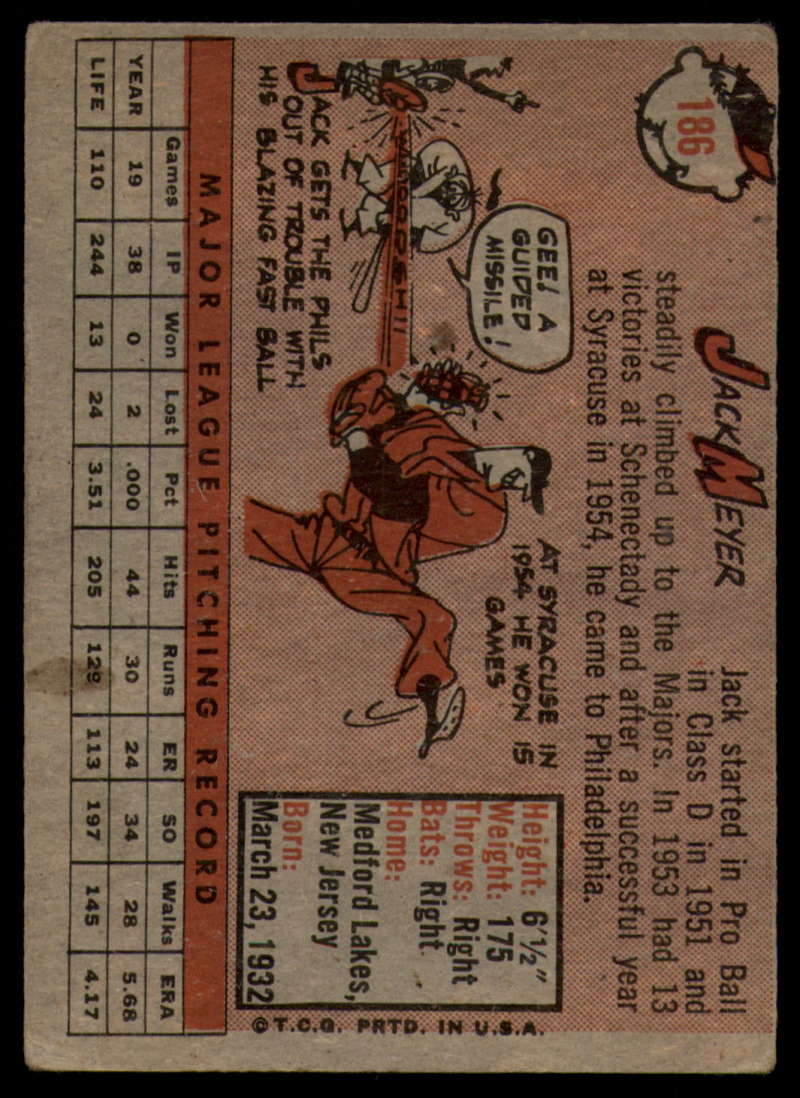 186
JACK MEYER
Jack started in Pro Ball
in Class D in 1951 and
steadily climbed up to the Majors. In 1953 had 13
victories at Schenectady and after a successful year
at Syracuse in 1954, he came to Philadelphia.
GEE! A
GUIDED
MISSILE!
JACK GETS THE PHILS
OUT OF TROUBLE WITH
HIS BLAZING FAST BALL
AT SYRACUSE IN
1954 HE WON 15
GAMES
Height: 6'½"
Weight: 175
Throws: Right
Bats: Right
Home:
Medford Lakes,
New Jersey
Born:
March 23, 1932
©T.C.G. PRTD. IN U.S.A.
MAJOR LEAGUE PITCHING RECORD
Games IP Won Lost Pct Hits Runs ER SO Walks ERA
YEAR 19 38 0 2 .000 44 30 24 34 28 5.68
LIFE 110 244 13 24 3.51 205 129 113 197 145 4.17